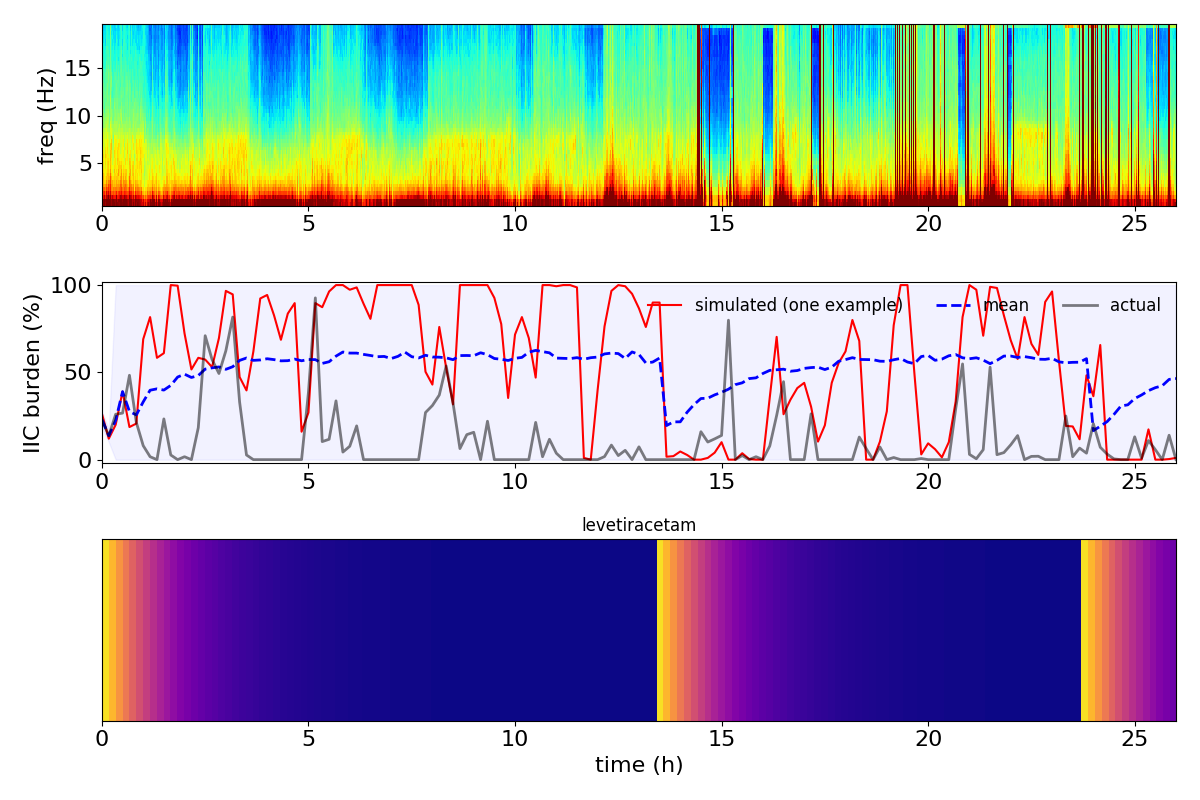 freq (Hz)
15
10
5
0 5 10 15 20 25
IIC burden (%)
100
50
0
simulated (one example) mean actual
0 5 10 15 20 25
levetiracetam
0 5 10 15 20 25
time (h)